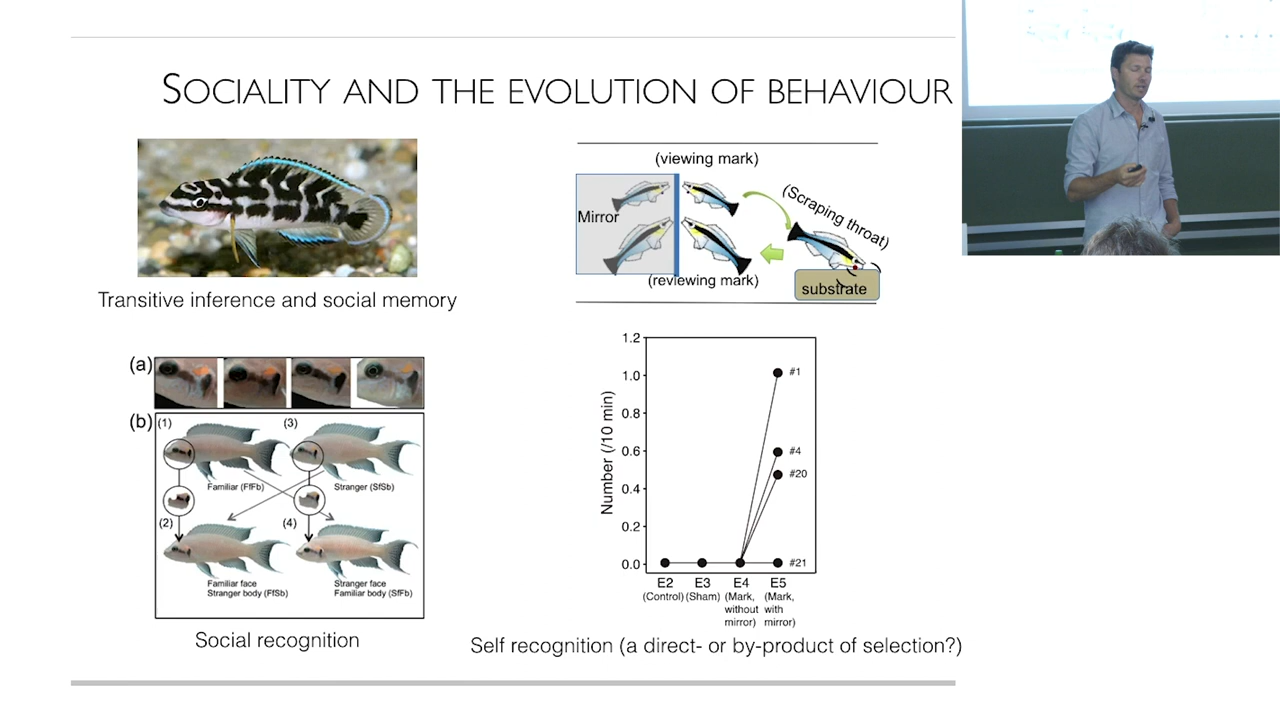 SOCIALITY AND THE EVOLUTION OF BEHAVIOUR
Transitive inference and social memory
(a)
(b)
(1)
(3)
Familiar (FfFb)
Stranger (SfSb)
(2)
(4)
Familiar face
Stranger body (FfSb)
Stranger face
Familiar body (SfFb)
Social recognition
(viewing mark)
Mirror
(Scraping throat)
(reviewing mark)
substrate
Number (/10 min)
1.2
1.0
0.8
0.6
0.4
0.2
0.0
#1
#4
#20
#21
E2
(Control)
E3
(Sham)
E4
(Mark,
without
mirror)
E5
(Mark,
with
mirror)
Self recognition (a direct- or by-product of selection?)